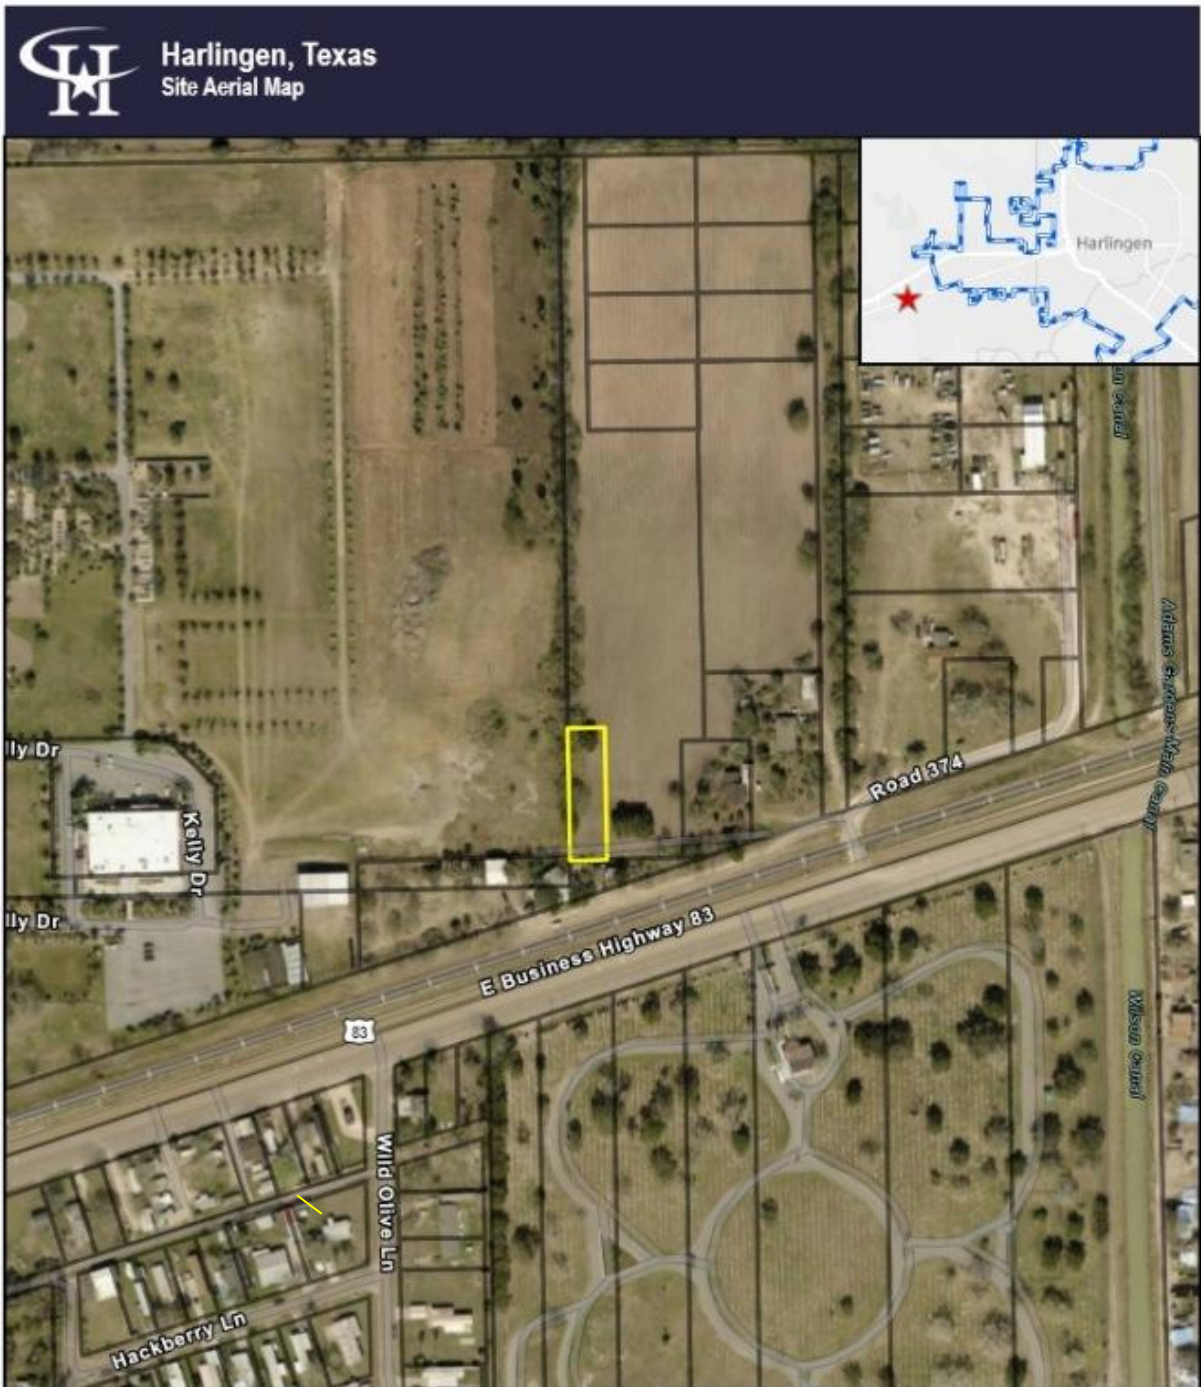 H
Harlingen, Texas
Site Aerial Map
Harlingen
Adams Gardens Main Canal
lly Dr
Road 374
Kelly Dr
lly Dr
E Business Highway 83
83
Wilson Canal
Wild Olive Ln
Hackberry Ln